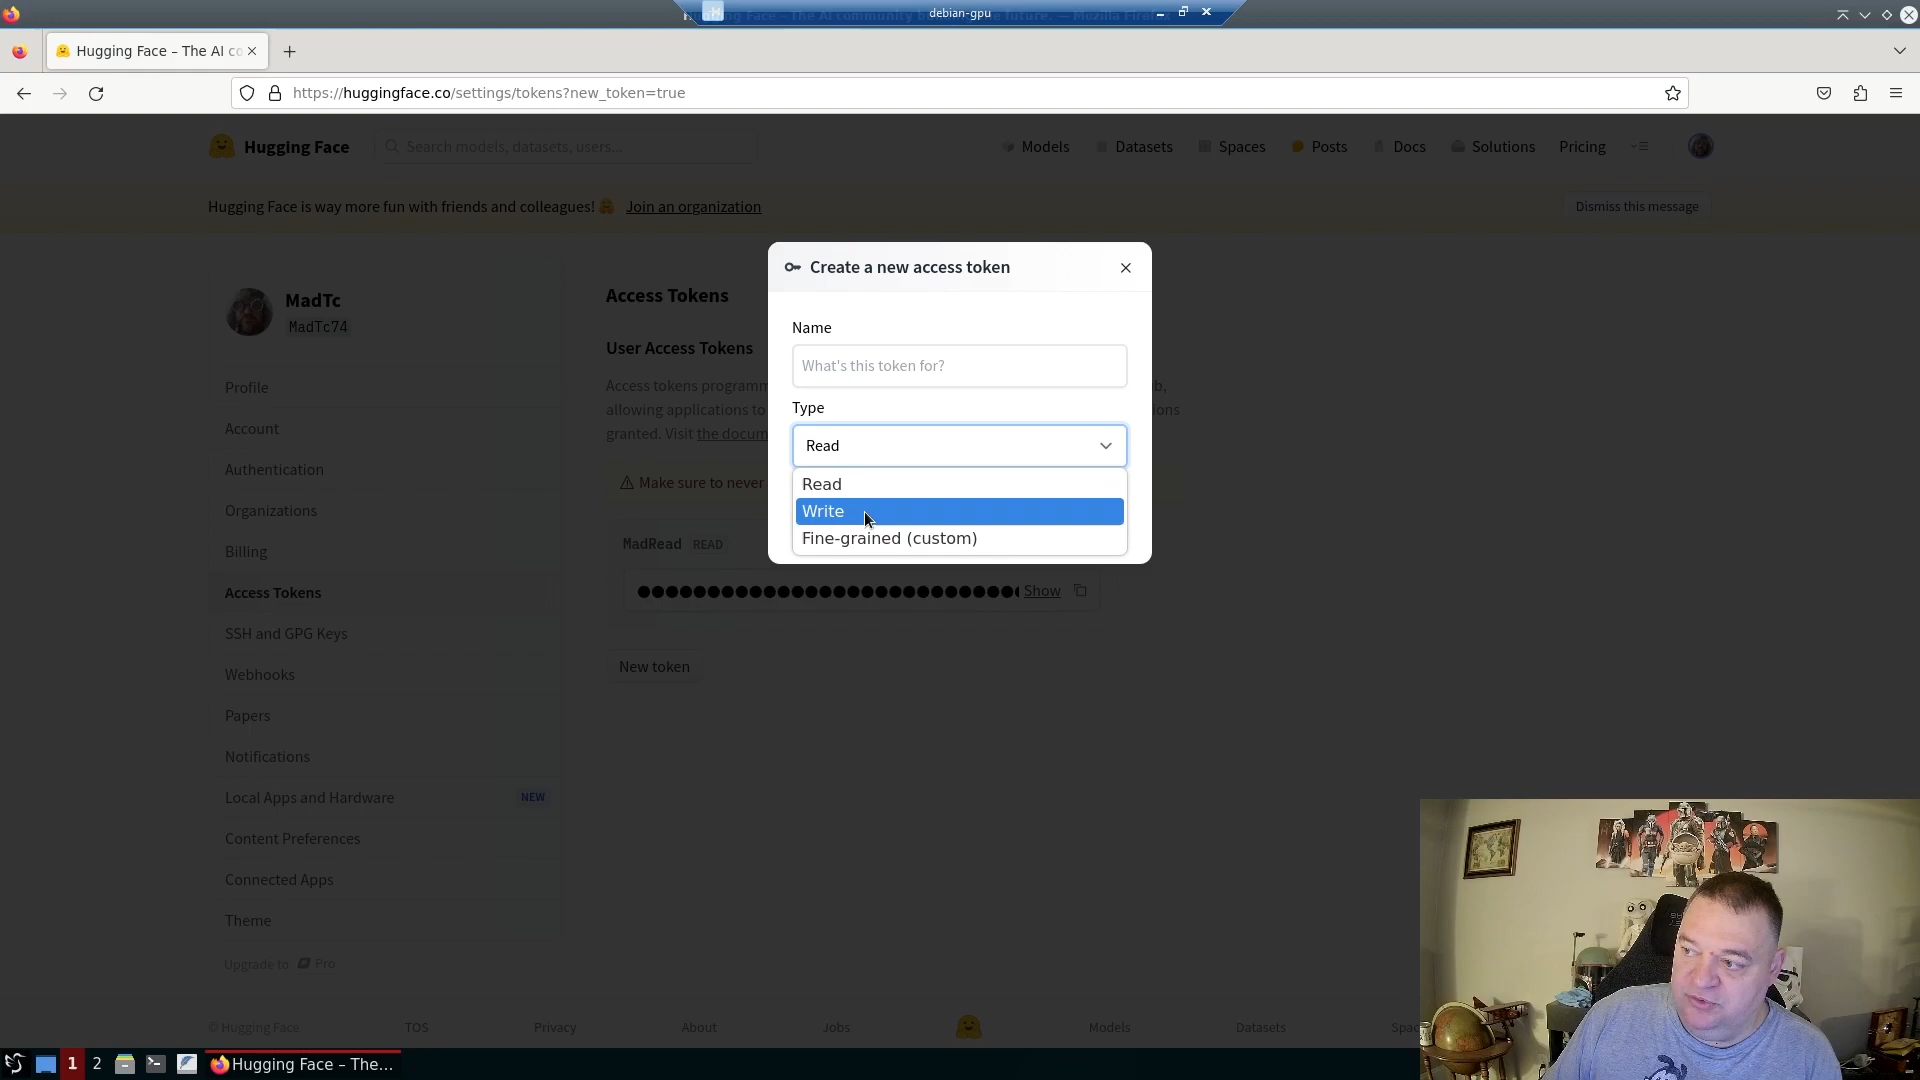 debian-gpu
Hugging Face – The AI co
https://huggingface.co/settings/tokens?new_token=true
Hugging Face
Search models, datasets, users...
Models
Datasets
Spaces
Posts
Docs
Solutions
Pricing
Hugging Face is way more fun with friends and colleagues! 🤗 Join an organization
Dismiss this message
MadTc
MadTc74
Profile
Account
Authentication
Organizations
Billing
Access Tokens
SSH and GPG Keys
Webhooks
Papers
Notifications
Local Apps and Hardware NEW
Content Preferences
Connected Apps
Theme
Upgrade to Pro
Access Tokens
User Access Tokens
Access tokens programm
allowing applications to
granted. Visit the docum
Make sure to never
MadRead READ
Show
New token
Create a new access token
Name
What's this token for?
Type
Read
Read
Write
Fine-grained (custom)
© Hugging Face
TOS
Privacy
About
Jobs
Models
Datasets
Spac
1
2
Hugging Face – The...